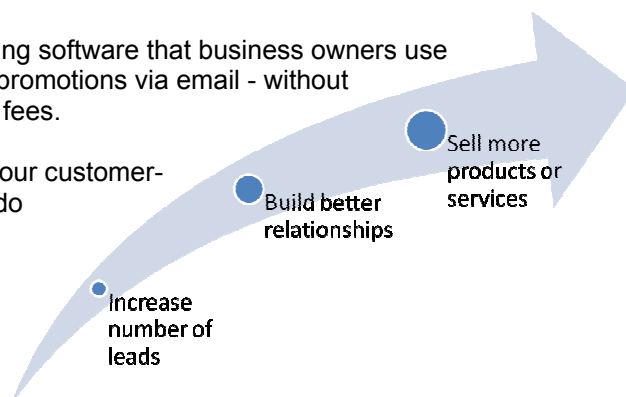 ing software that business owners use
promotions via email - without
fees.
our customer-
do
Sell more
products or
services
Build better
relationships
Increase
number of
leads